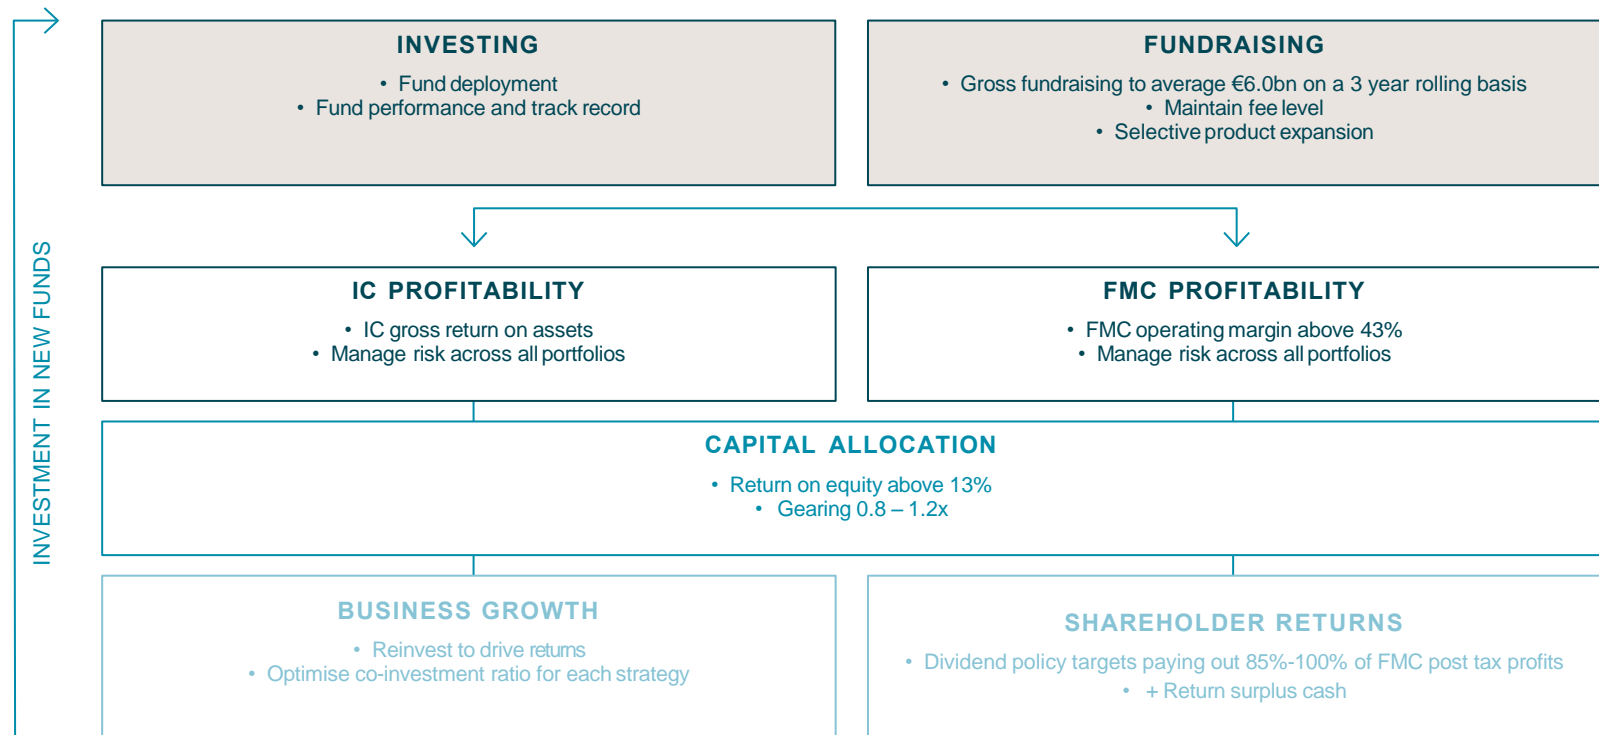 INVESTMENT IN NEW FUNDS
INVESTING
• Fund deployment
• Fund performance and track record
FUNDRAISING
• Gross fundraising to average €6.0bn on a 3 year rolling basis
• Maintain fee level
• Selective product expansion
IC PROFITABILITY
• IC gross return on assets
• Manage risk across all portfolios
FMC PROFITABILITY
• FMC operating margin above 43%
• Manage risk across all portfolios
CAPITAL ALLOCATION
• Return on equity above 13%
• Gearing 0.8 – 1.2x
BUSINESS GROWTH
• Reinvest to drive returns
• Optimise co-investment ratio for each strategy
SHAREHOLDER RETURNS
• Dividend policy targets paying out 85%-100% of FMC post tax profits
• + Return surplus cash